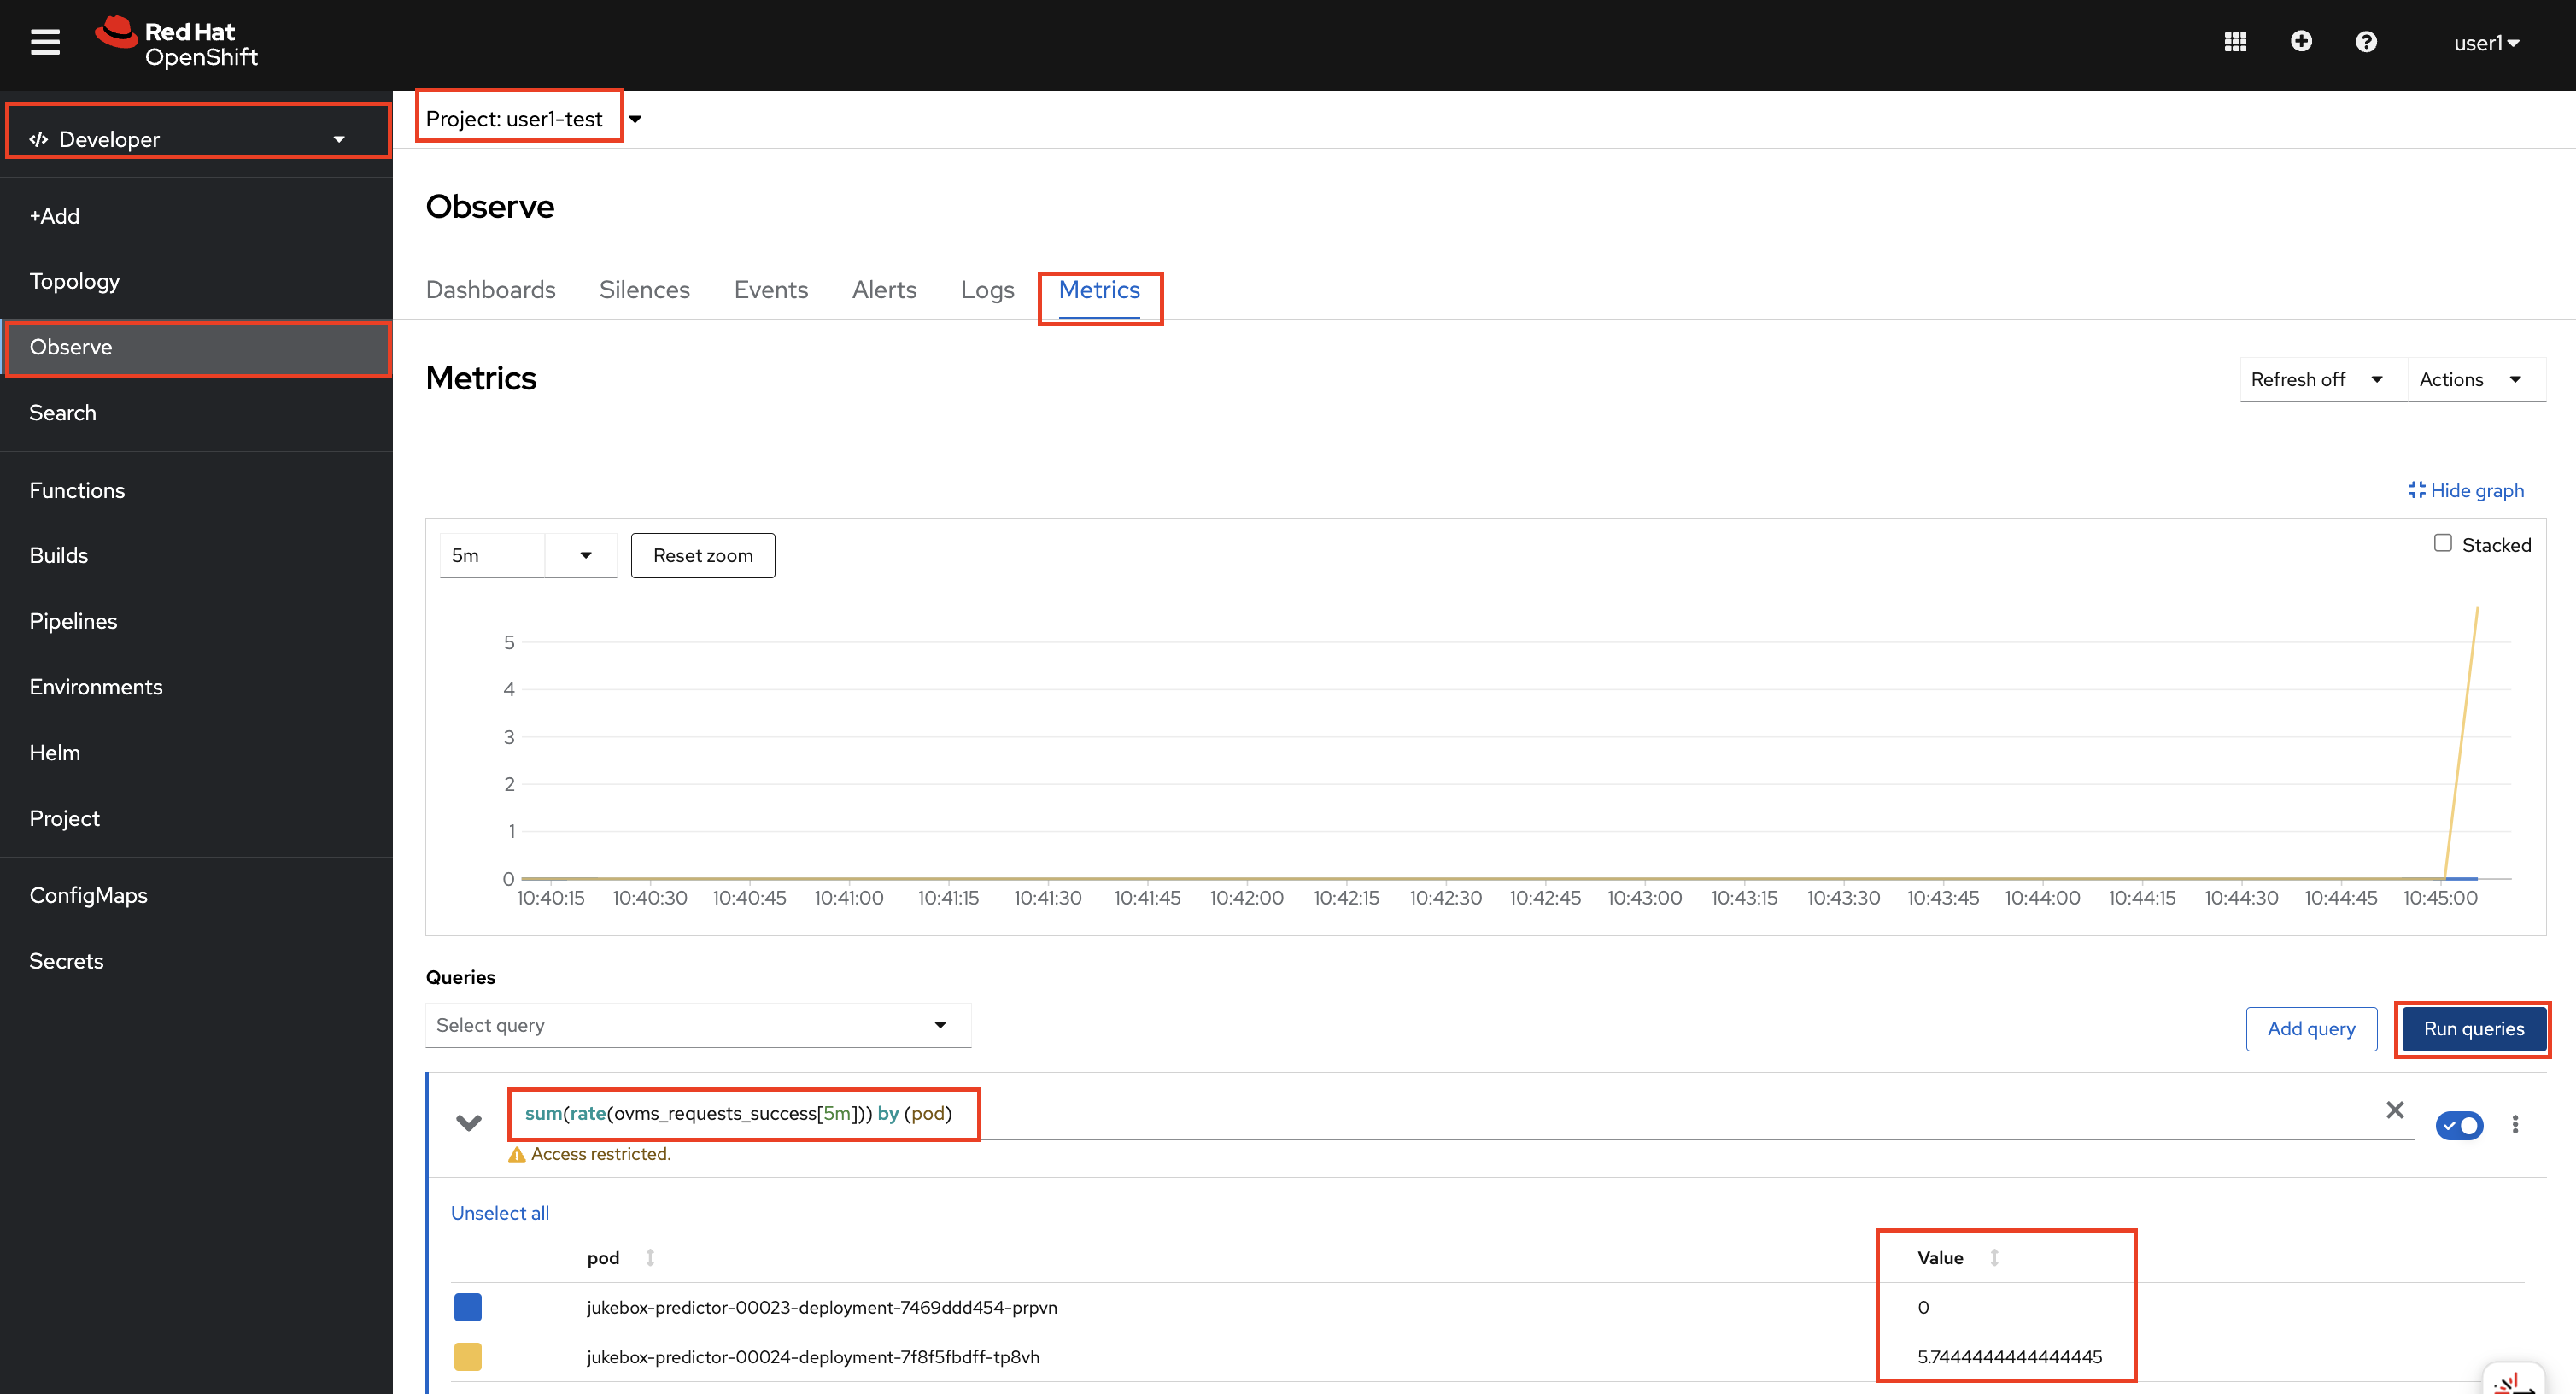 Red Hat
OpenShift
user1
Developer
Project: user1-test
+Add
Topology
Observe
Search
Functions
Builds
Pipelines
Environments
Helm
Project
ConfigMaps
Secrets
Observe
Dashboards Silences Events Alerts Logs Metrics
Metrics
Refresh off Actions
Hide graph
5m Reset zoom
Stacked
5
4
3
2
1
0
10:40:15 10:40:30 10:40:45 10:41:00 10:41:15 10:41:30 10:41:45 10:42:00 10:42:15 10:42:30 10:42:45 10:43:00 10:43:15 10:43:30 10:43:45 10:44:00 10:44:15 10:44:30 10:44:45 10:45:00
Queries
Select query
Add query Run queries
sum(rate(ovms_requests_success[5m])) by (pod)
Access restricted.
Unselect all
pod Value
jukebox-predictor-00023-deployment-7469ddd454-prpvn 0
jukebox-predictor-00024-deployment-7f8f5fbdff-tp8vh 5.7444444444444445